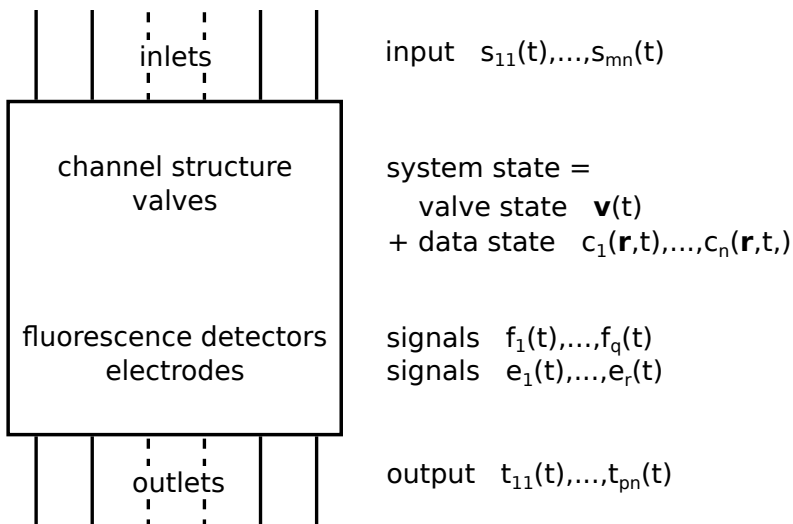 inlets
input s₁₁(t),...,sₘₙ(t)
channel structure
valves
system state =
valve state v(t)
+ data state c₁(r,t),...,cₙ(r,t,)
fluorescence detectors
electrodes
signals f₁(t),...,f_q(t)
signals e₁(t),...,eᵣ(t)
outlets
output t₁₁(t),...,tₚₙ(t)